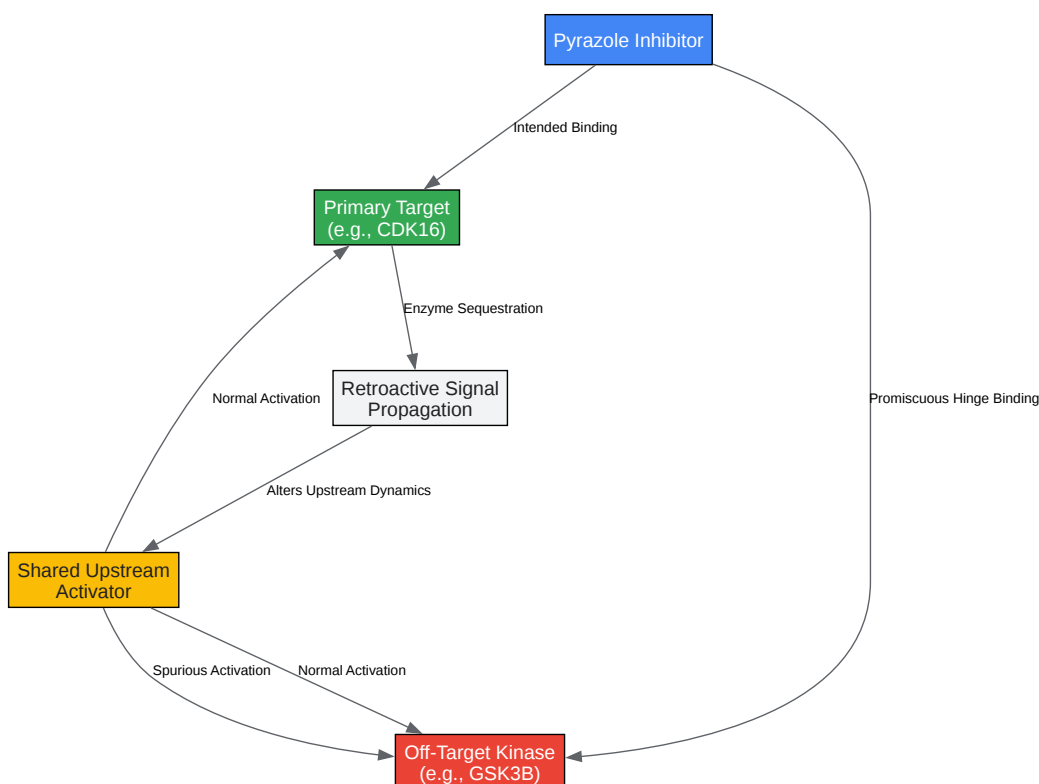 Pyrazole Inhibitor
Intended Binding
Primary Target
(e.g., CDK16)
Enzyme Sequestration
Retroactive Signal
Propagation
Normal Activation
Promiscuous Hinge Binding
Alters Upstream Dynamics
Shared Upstream
Activator
Spurious Activation
Normal Activation
Off-Target Kinase
(e.g., GSK3B)